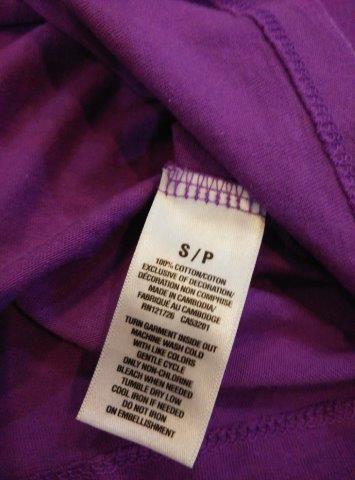 S/P
100% COTTON/COTON
EXCLUSIVE OF DECORATION/
DÉCORATION NON COMPRISE
MADE IN CAMBODIA/
FABRIQUÉ AU CAMBODGE
RN121726 CA53201
TURN GARMENT INSIDE OUT
MACHINE WASH COLD
WITH LIKE COLORS
GENTLE CYCLE
ONLY NON-CHLORINE
BLEACH WHEN NEEDED
TUMBLE DRY LOW
COOL IRON IF NEEDED
DO NOT IRON
ON EMBELLISHMENT